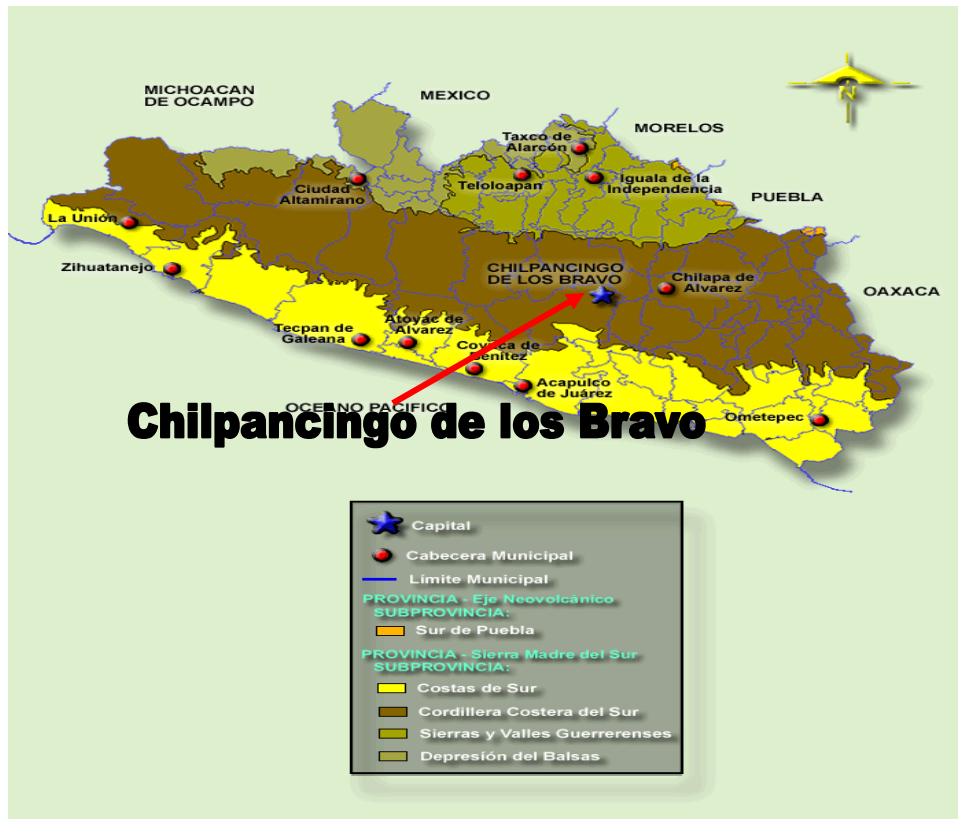 MICHOACAN
DE OCAMPO
MEXICO
N
MORELOS
Taxco de
Alarcón
Teloloapan
Iguala de la
Independencia
PUEBLA
Ciudad
Altamirano
La Unión
Zihuatanejo
CHILPANCINGO
DE LOS BRAVO
Chilapa de
Alvarez
OAXACA
Tecpan de
Galeana
Atoyac de
Alvarez
Coyuca de
Benítez
Acapulco
de Juárez
OCEANO PACIFICO
Ometepec
Chilpancingo de los Bravo
Capital
Cabecera Municipal
Límite Municipal
PROVINCIA - Eje Neovolcánico
SUBPROVINCIA:
Sur de Puebla
PROVINCIA - Sierra Madre del Sur
SUBPROVINCIA:
Costas de Sur
Cordillera Costera del Sur
Sierras y Valles Guerrerenses
Depresión del Balsas